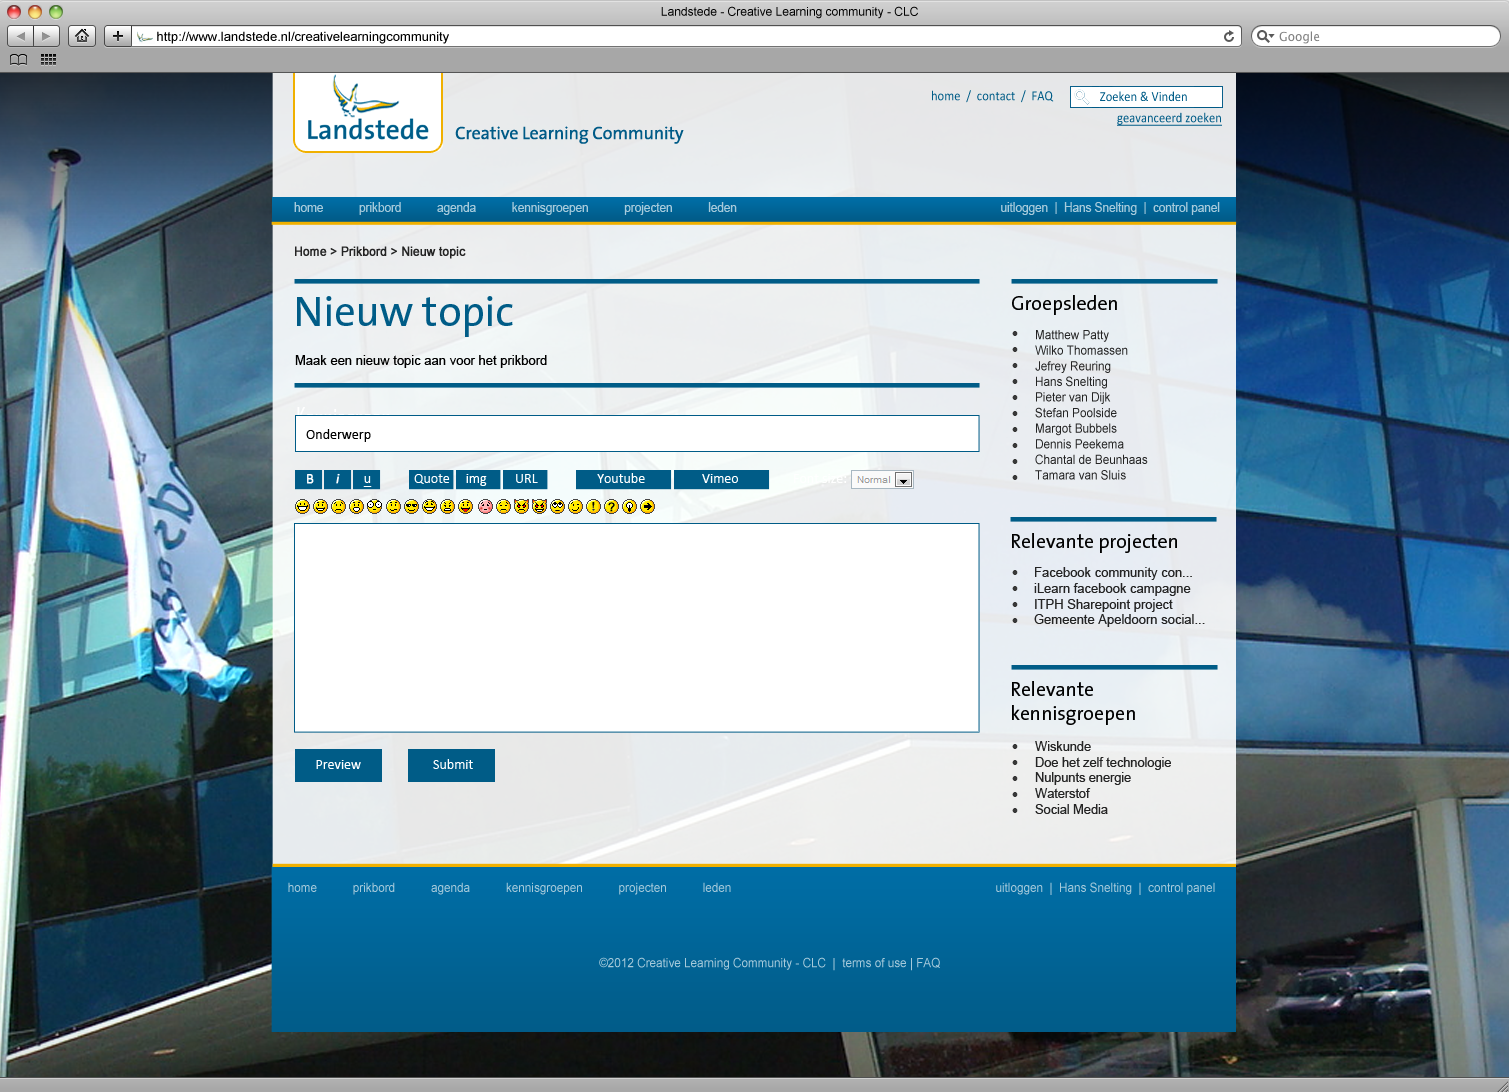 Landstede - Creative Learning community - CLC
http://www.landstede.nl/creativelearningcommunity
Google
Landstede
Creative Learning Community
home / contact / FAQ
Zoeken & Vinden
geavanceerd zoeken
home prikbord agenda kennisgroepen projecten leden
uitloggen | Hans Snelting | control panel
Home > Prikbord > Nieuw topic
Nieuw topic
Maak een nieuw topic aan voor het prikbord
Onderwerp
B i u Quote img URL Youtube Vimeo Normal
Preview Submit
Groepsleden
• Matthew Patty
• Wilko Thomassen
• Jefrey Reuring
• Hans Snelting
• Pieter van Dijk
• Stefan Poolside
• Margot Bubbels
• Dennis Peekema
• Chantal de Beunhaas
• Tamara van Sluis
Relevante projecten
• Facebook community con...
• iLearn facebook campagne
• ITPH Sharepoint project
• Gemeente Apeldoorn social...
Relevante
kennisgroepen
• Wiskunde
• Doe het zelf technologie
• Nulpunts energie
• Waterstof
• Social Media
home prikbord agenda kennisgroepen projecten leden
uitloggen | Hans Snelting | control panel
©2012 Creative Learning Community - CLC | terms of use | FAQ